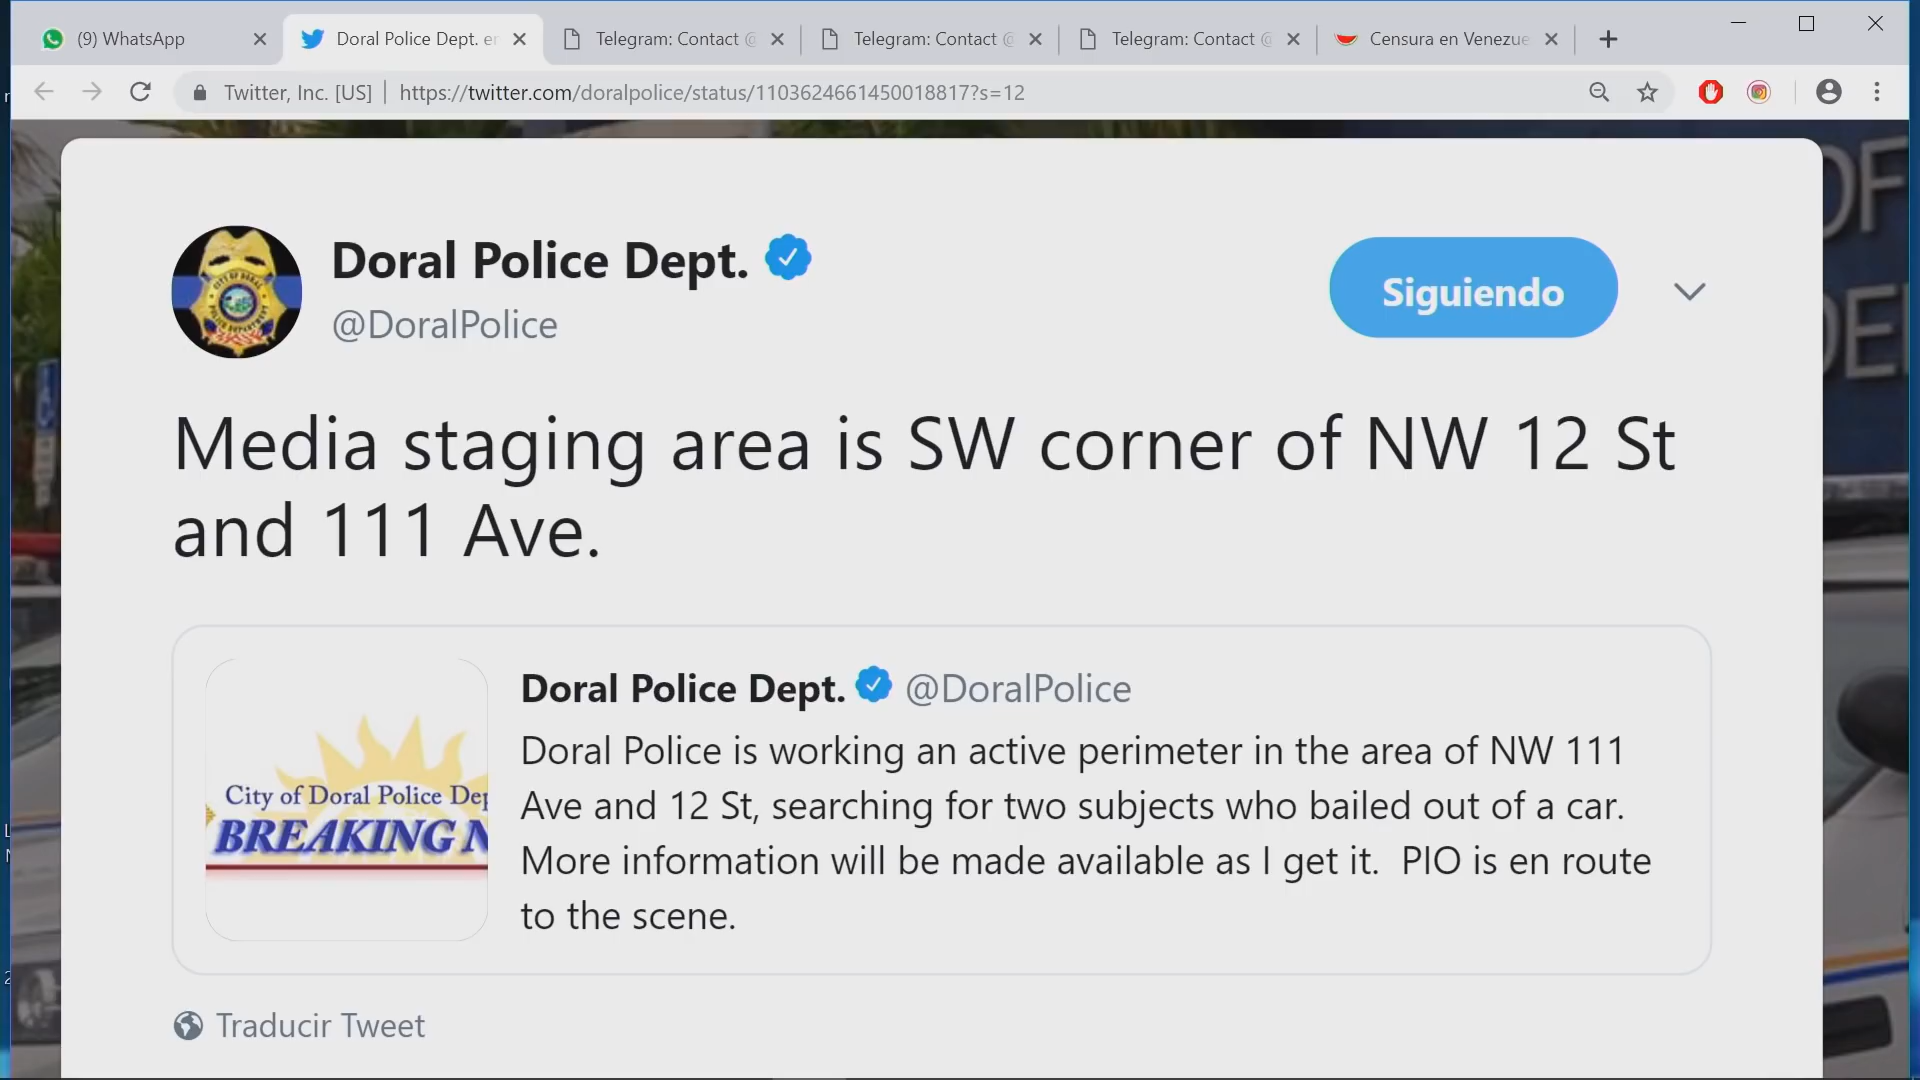 (9) WhatsApp
Doral Police Dept. en
Telegram: Contact @
Telegram: Contact @
Telegram: Contact @
Censura en Venezue
Twitter, Inc. [US]
https://twitter.com/doralpolice/status/1103624661450018817?s=12
Doral Police Dept.
@DoralPolice
Siguiendo
Media staging area is SW corner of NW 12 St
and 111 Ave.
Doral Police Dept. @DoralPolice
Doral Police is working an active perimeter in the area of NW 111
Ave and 12 St, searching for two subjects who bailed out of a car.
More information will be made available as I get it.  PIO is en route
to the scene.
City of Doral Police Dep
BREAKING N
Traducir Tweet
OF
DE